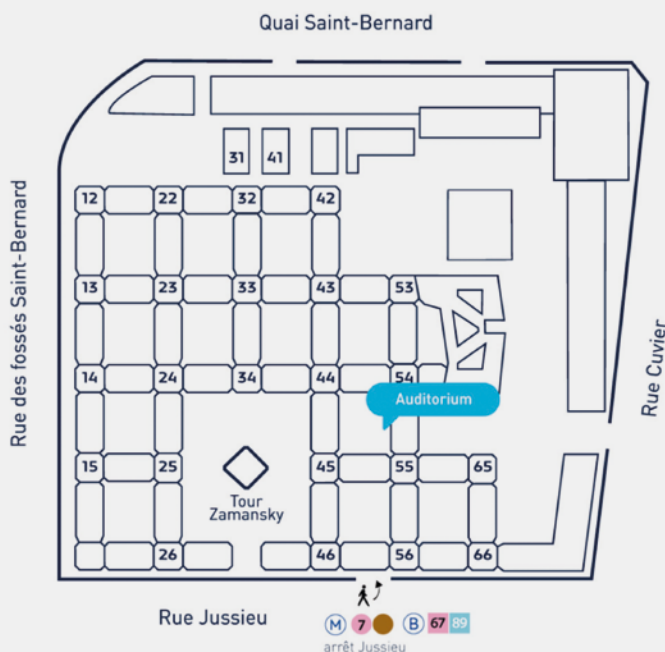 Quai Saint-Bernard
31 41
12 22 32 42
Rue des fossés Saint-Bernard
13 23 33 43 53
Rue Cuvier
14 24 34 44 54
Auditorium
15 25 45 55 65
Tour
Zamansky
26 46 56 66
Rue Jussieu
M 7 B 67 89
arrêt Jussieu